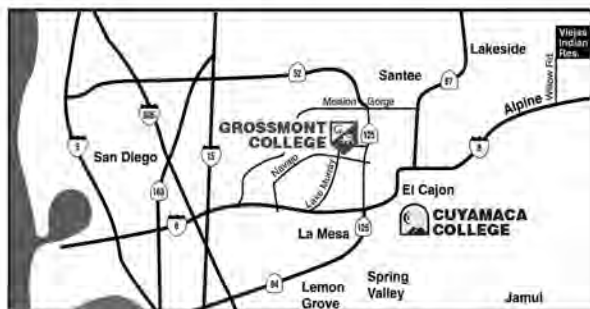 Viejas
Indian
Res.
Lakeside
Willow Rd.
52
Santee
67
Mission Gorge
Alpine
GROSSMONT
COLLEGE
G
125
805
5
San Diego
15
8
Navajo
Lake Murray
163
El Cajon
CUYAMACA
COLLEGE
8
La Mesa
125
94
Spring
Valley
Lemon
Grove
Jamul